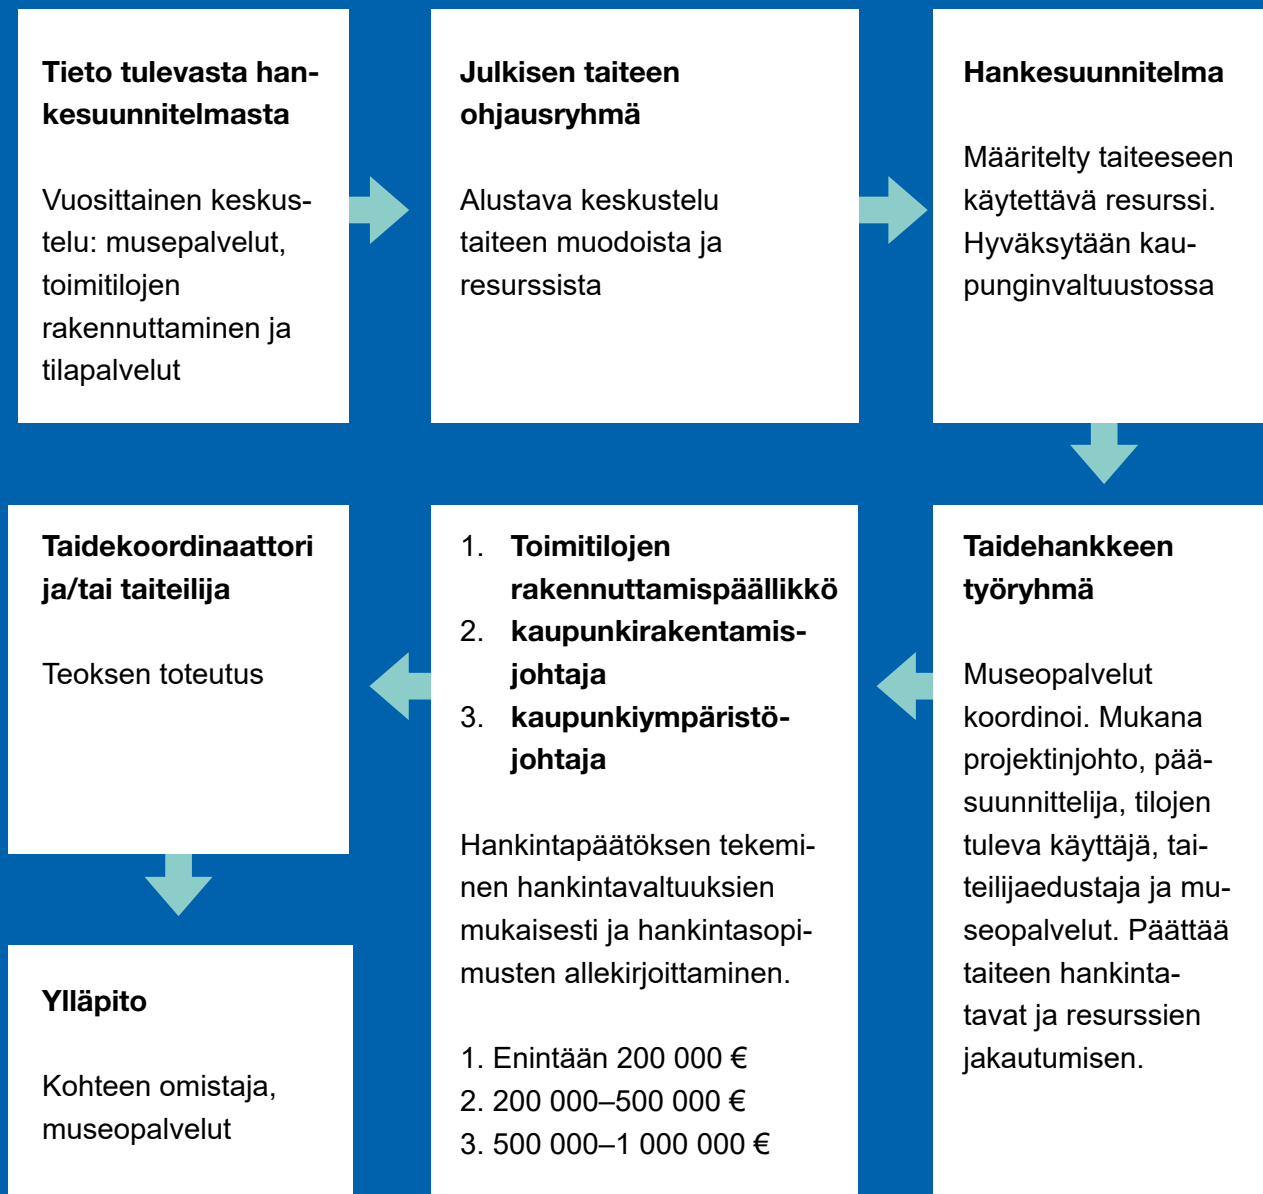 Tieto tulevasta han-
kesuunnitelmasta
Vuosittainen keskus-
telu: musepalvelut,
toimitilojen
rakennuttaminen ja
tilapalvelut
Julkisen taiteen
ohjausryhmä
Alustava keskustelu
taiteen muodoista ja
resurssista
Hankesuunnitelma
Määritelty taiteeseen
käytettävä resurssi.
Hyväksytään kau-
punginvaltuustossa
Taidehankkeen
työryhmä
Museopalvelut
koordinoi. Mukana
projektinjohto, pää-
suunnittelija, tilojen
tuleva käyttäjä, tai-
teilijaedustaja ja mu-
seopalvelut. Päättää
taiteen hankinta-
tavat ja resurssien
jakautumisen.
1. Toimitilojen
rakennuttamispäällikkö
2. kaupunkirakentamis-
johtaja
3. kaupunkiympäristö-
johtaja
Hankintapäätöksen tekemi-
nen hankintavaltuuksien
mukaisesti ja hankintasopi-
musten allekirjoittaminen.
1. Enintään 200 000 €
2. 200 000–500 000 €
3. 500 000–1 000 000 €
Taidekoordinaattori
ja/tai taiteilija
Teoksen toteutus
Ylläpito
Kohteen omistaja,
museopalvelut